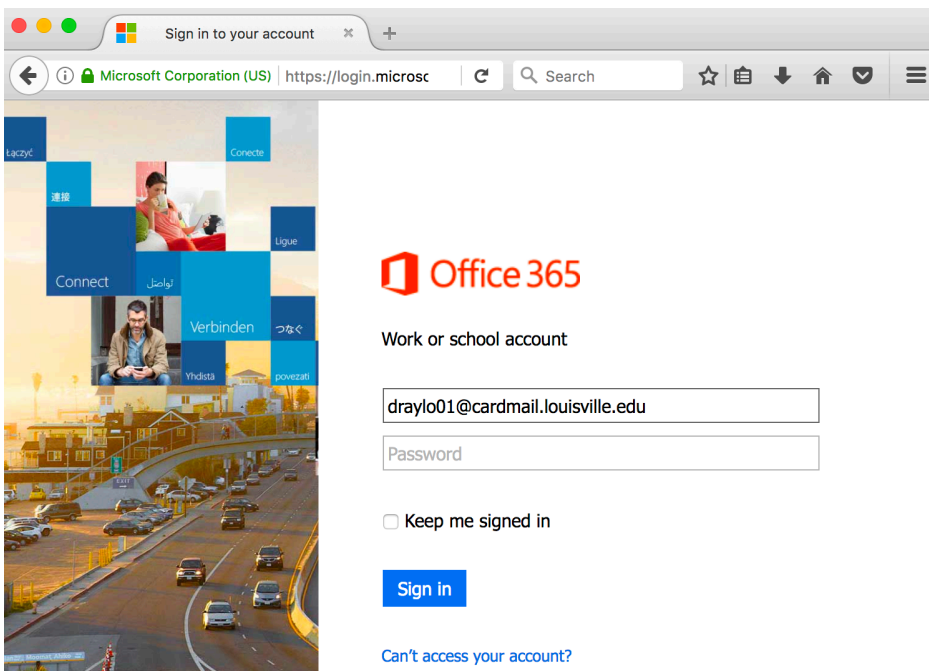 Sign in to your account
Microsoft Corporation (US) https://login.microsc
Search
Łączyć
Conecte
連接
Ligue
Connect
تواصل
Verbinden
つなぐ
Yhdistä
povezati
EXIT
Office 365
Work or school account
draylo01@cardmail.louisville.edu
Password
Keep me signed in
Sign in
Can't access your account?